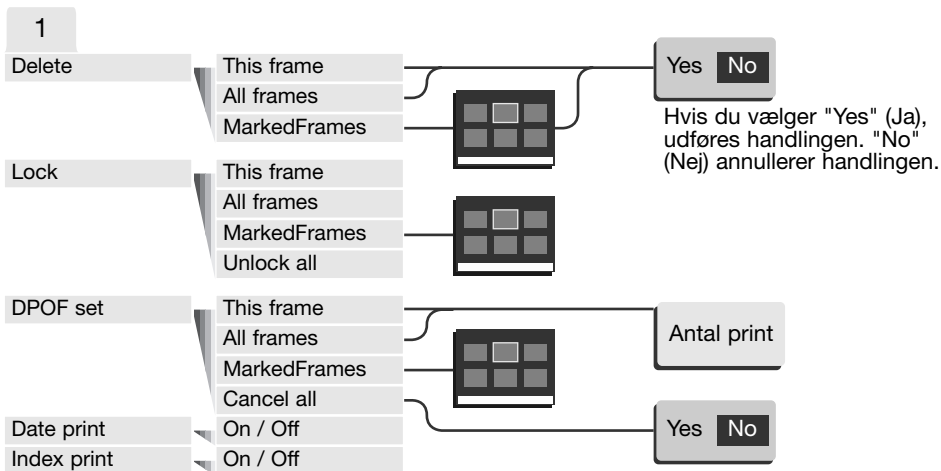 1
Delete
This frame
All frames
MarkedFrames
Yes No
Hvis du vælger "Yes" (Ja),
udføres handlingen. "No"
(Nej) annullerer handlingen.
Lock
This frame
All frames
MarkedFrames
Unlock all
DPOF set
This frame
All frames
MarkedFrames
Cancel all
Antal print
Yes No
Date print
On / Off
Index print
On / Off